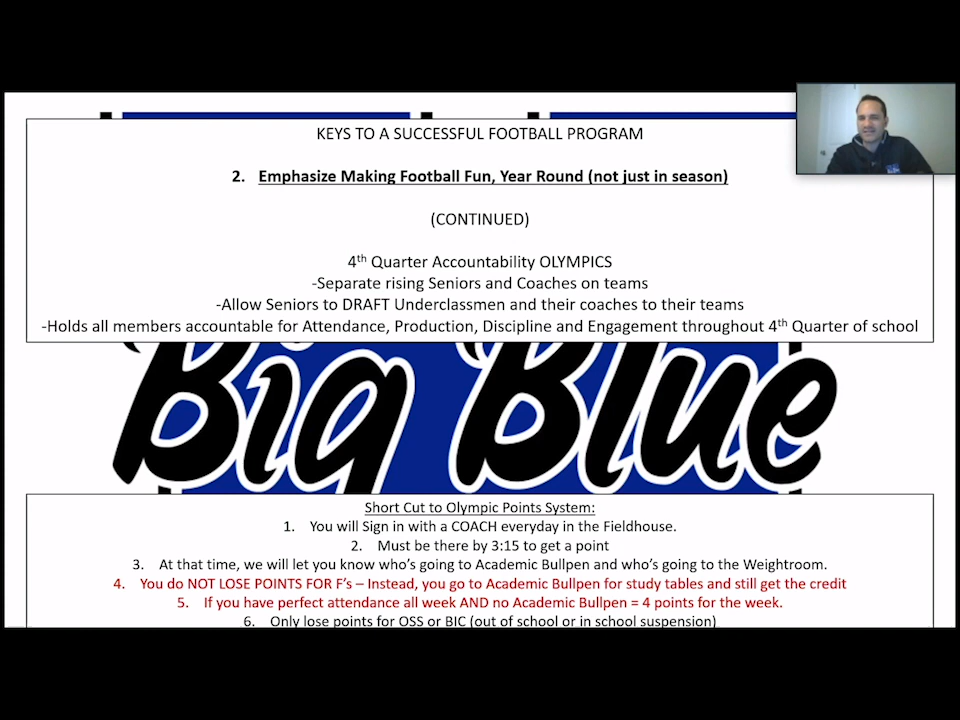 KEYS TO A SUCCESSFUL FOOTBALL PROGRAM
2. Emphasize Making Football Fun, Year Round (not just in season)
(CONTINUED)
4th Quarter Accountability OLYMPICS
-Separate rising Seniors and Coaches on teams
-Allow Seniors to DRAFT Underclassmen and their coaches to their teams
-Holds all members accountable for Attendance, Production, Discipline and Engagement throughout 4th Quarter of school
Big Blue
Short Cut to Olympic Points System:
1. You will Sign in with a COACH everyday in the Fieldhouse.
2. Must be there by 3:15 to get a point
3. At that time, we will let you know who's going to Academic Bullpen and who's going to the Weightroom.
4. You do NOT LOSE POINTS FOR F's – Instead, you go to Academic Bullpen for study tables and still get the credit
5. If you have perfect attendance all week AND no Academic Bullpen = 4 points for the week.
6. Only lose points for OSS or BIC (out of school or in school suspension)